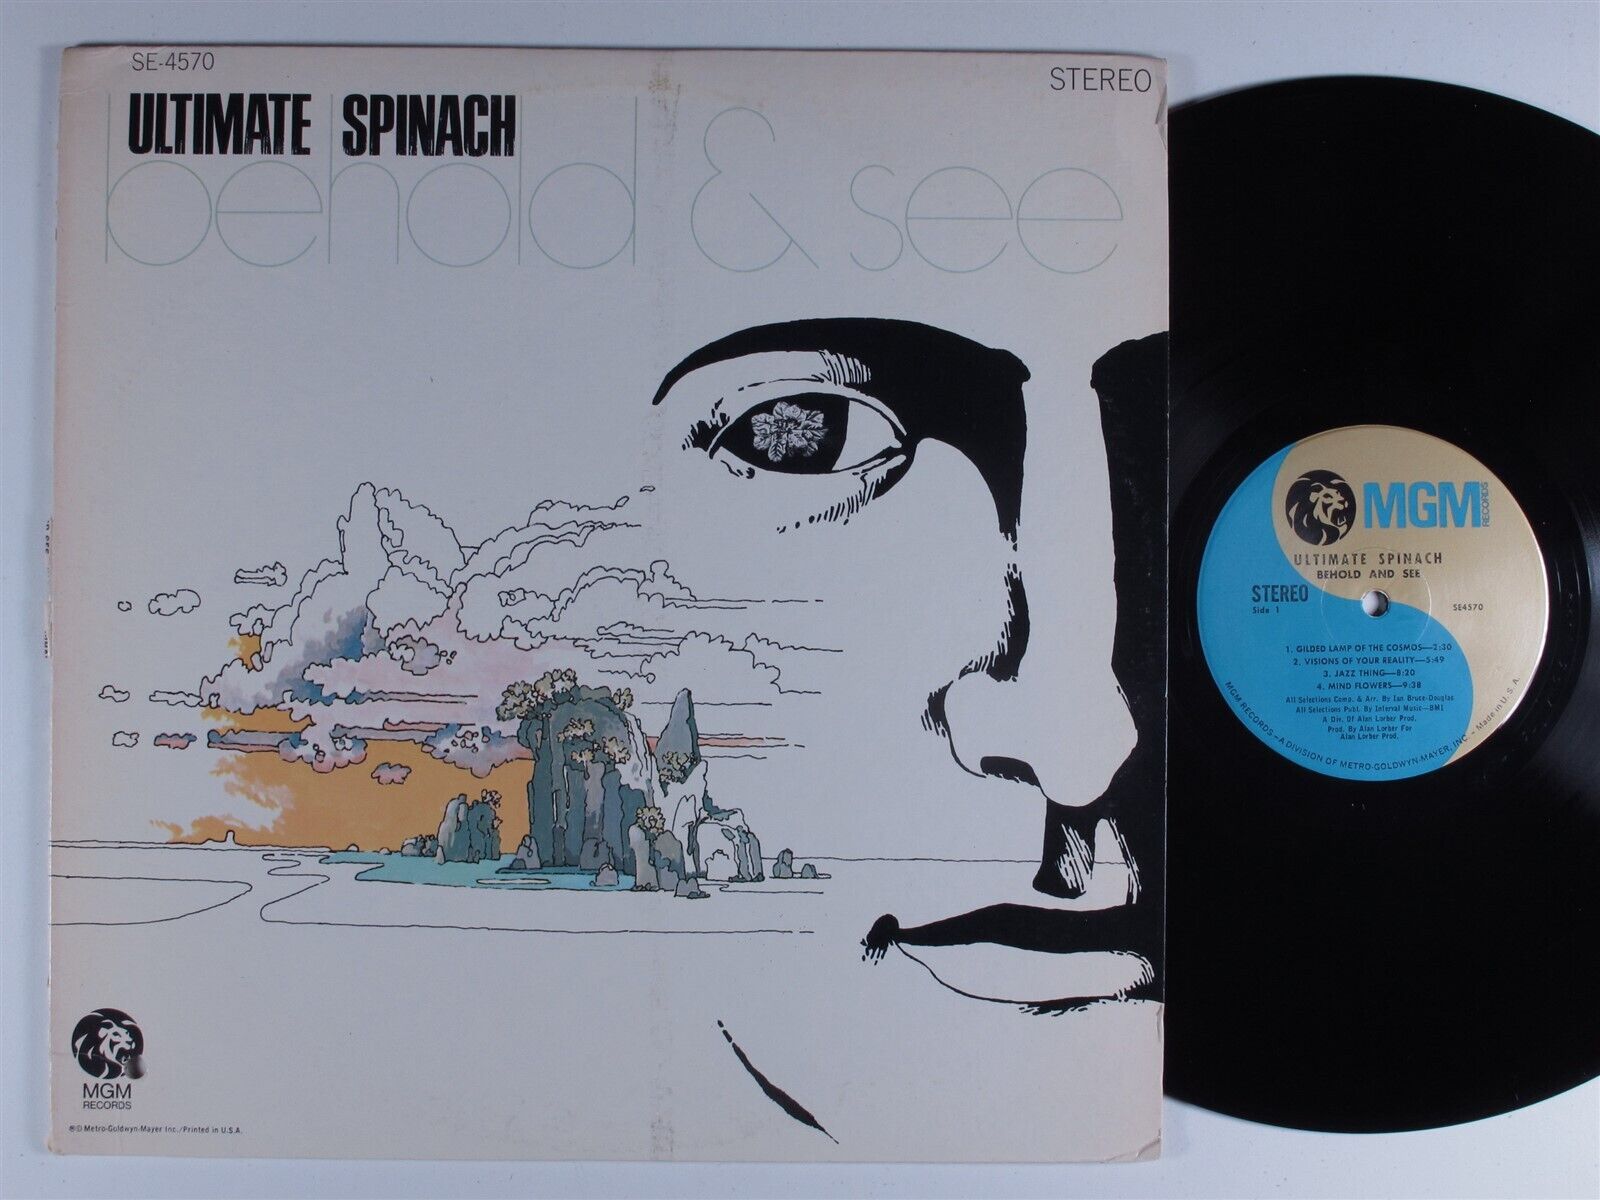 SE-4570
STEREO
ULTIMATE SPINACH
behold & see
MGM
RECORDS
℗© Metro-Goldwyn-Mayer Inc./Printed in U.S.A.
MGM
RECORDS
ULTIMATE SPINACH
BEHOLD AND SEE
STEREO
Side 1
SE4570
1. GILDED LAMP OF THE COSMOS—2:30
2. VISIONS OF YOUR REALITY—5:49
3. JAZZ THING—8:20
4. MIND FLOWERS—9:38
All Selections Comp. & Arr. By Ian Bruce-Douglas
All Selections Publ. By Interval Music—BMI
A Div. Of Alan Lorber Prod.
Prod. By Alan Lorber For
Alan Lorber Prod.
MGM RECORDS—A DIVISION OF METRO-GOLDWYN-MAYER, INC. - Made in U.S.A.